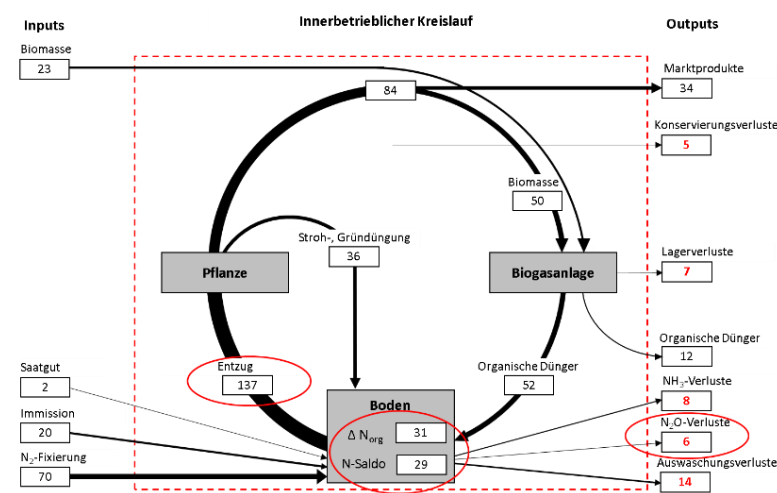 Inputs
Innerbetrieblicher Kreislauf
Outputs
Biomasse
23
84
Marktprodukte
34
Konservierungsverluste
5
Biomasse
50
Stroh-, Gründüngung
36
Pflanze
Biogasanlage
Lagerverluste
7
Saatgut
2
Entzug
137
Organische Dünger
52
Organische Dünger
12
Immission
20
Boden
Δ Norg
31
N-Saldo
29
NH3-Verluste
8
N2O-Verluste
6
N2-Fixierung
70
Auswaschungsverluste
14